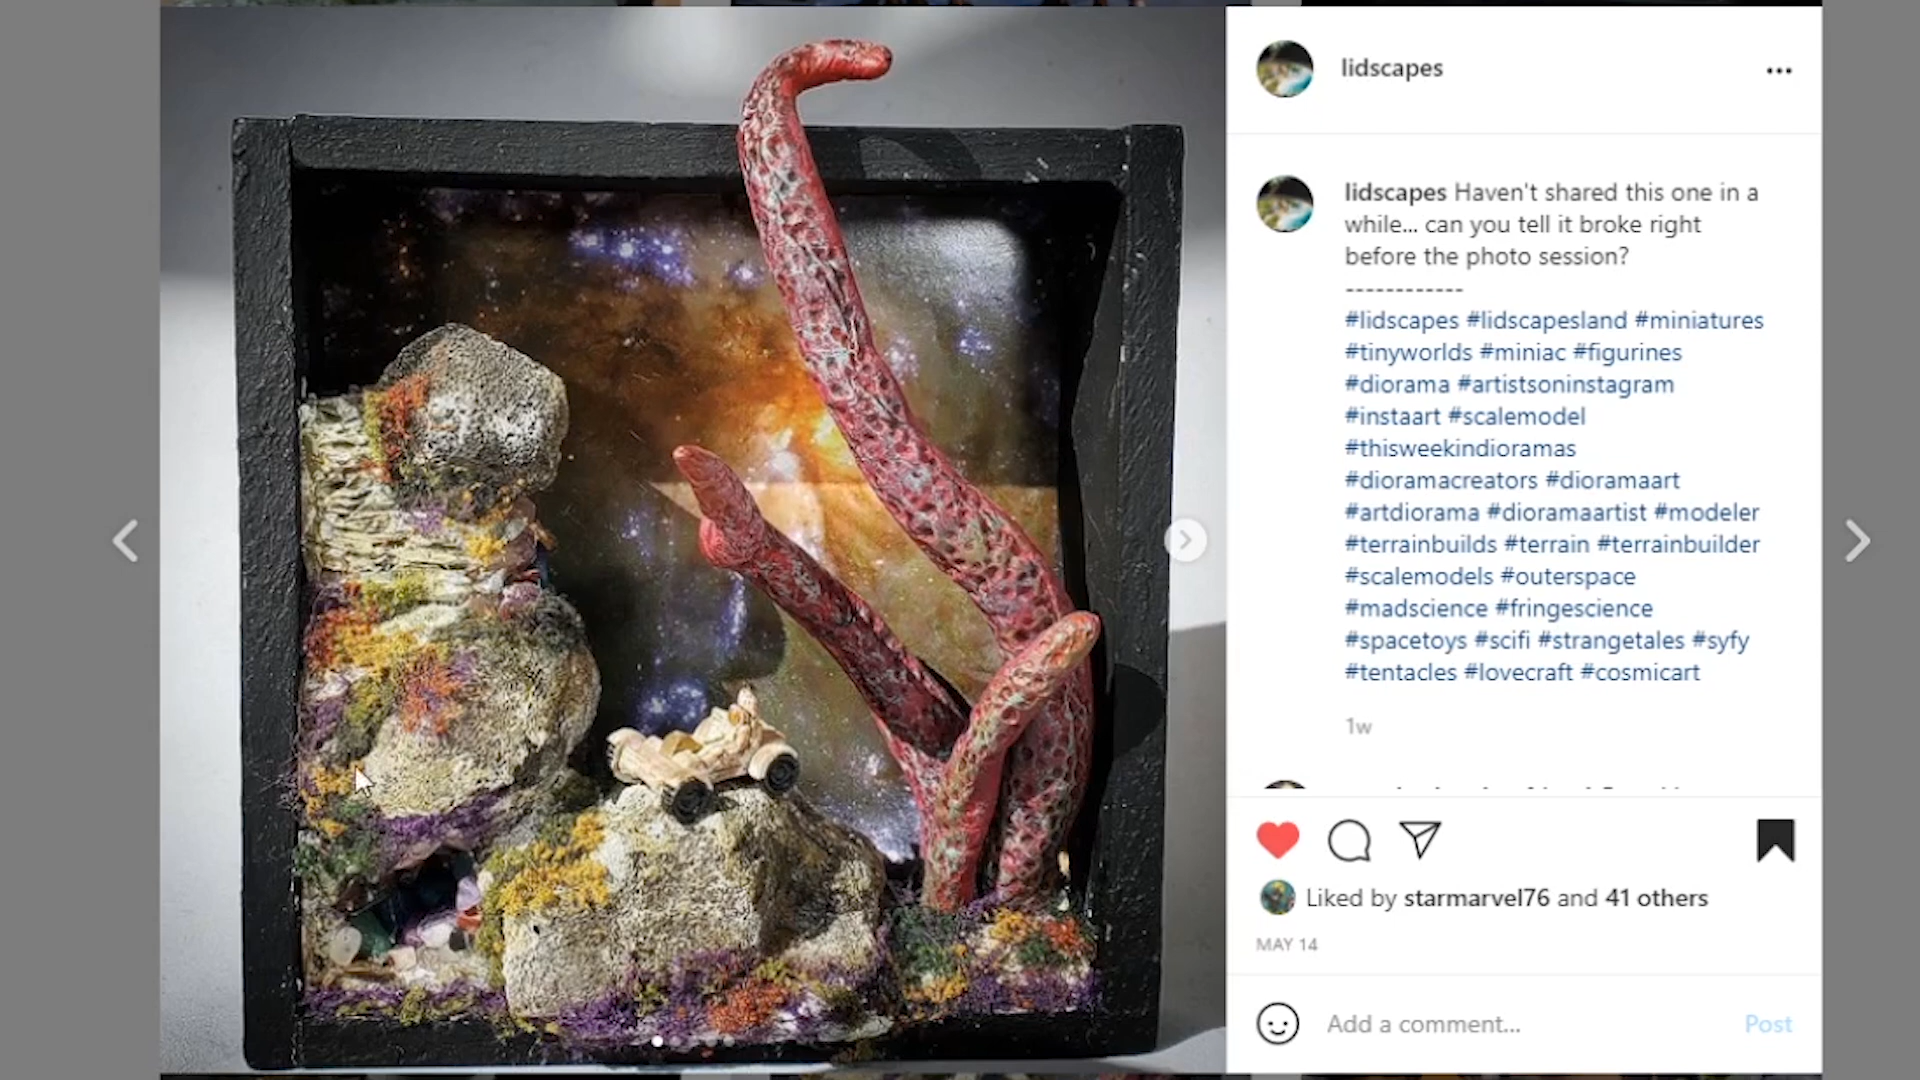 lidscapes
lidscapes Haven't shared this one in a
while... can you tell it broke right
before the photo session?
------------
#lidscapes #lidscapesland #miniatures
#tinyworlds #miniac #figurines
#diorama #artistsoninstagram
#instaart #scalemodel
#thisweekindioramas
#dioramacreators #dioramaart
#artdiorama #dioramaartist #modeler
#terrainbuilds #terrain #terrainbuilder
#scalemodels #outerspace
#madscience #fringescience
#spacetoys #scifi #strangetales #syfy
#tentacles #lovecraft #cosmicart
1w
Liked by starmarvel76 and 41 others
MAY 14
Add a comment...
Post